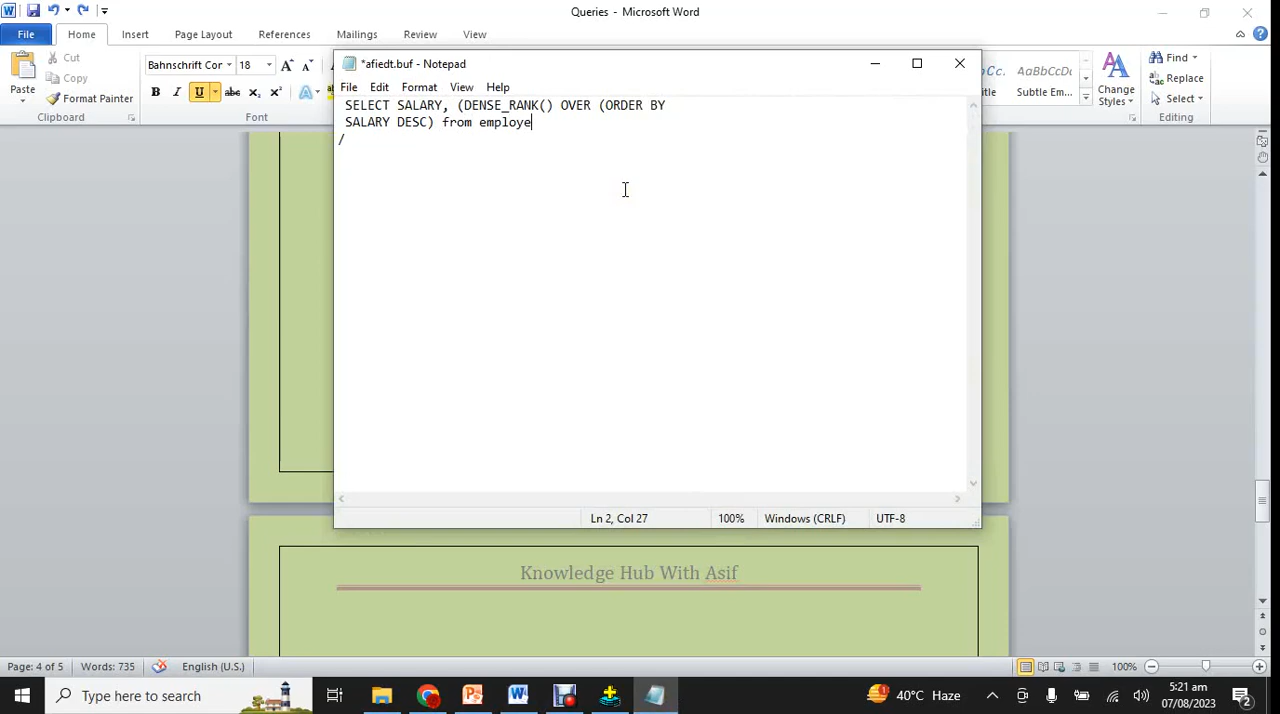 Queries - Microsoft Word
File Home Insert Page Layout References Mailings Review View
Cut
Copy
Format Painter
Paste
Clipboard
Bahnschrift Cor 18
B I U abc x₂ x² A
Font
*afiedt.buf - Notepad
File Edit Format View Help
SELECT SALARY, (DENSE_RANK() OVER (ORDER BY
SALARY DESC) from employe
/
Ln 2, Col 27 100% Windows (CRLF) UTF-8
AaBbCcDc
Subtle Em...
Change
Styles
Find
Replace
Select
Editing
Knowledge Hub With Asif
Page: 4 of 5 Words: 735 English (U.S.) 100%
Type here to search
40°C Haze
5:21 am
07/08/2023
2